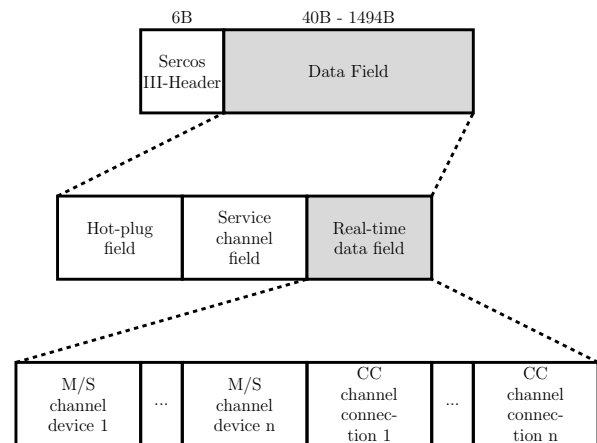 6B 40B - 1494B
Sercos
III-Header
Data Field
Hot-plug
field
Service
channel
field
Real-time
data field
M/S
channel
device 1
...
M/S
channel
device n
CC
channel
connec-
tion 1
...
CC
channel
connec-
tion n